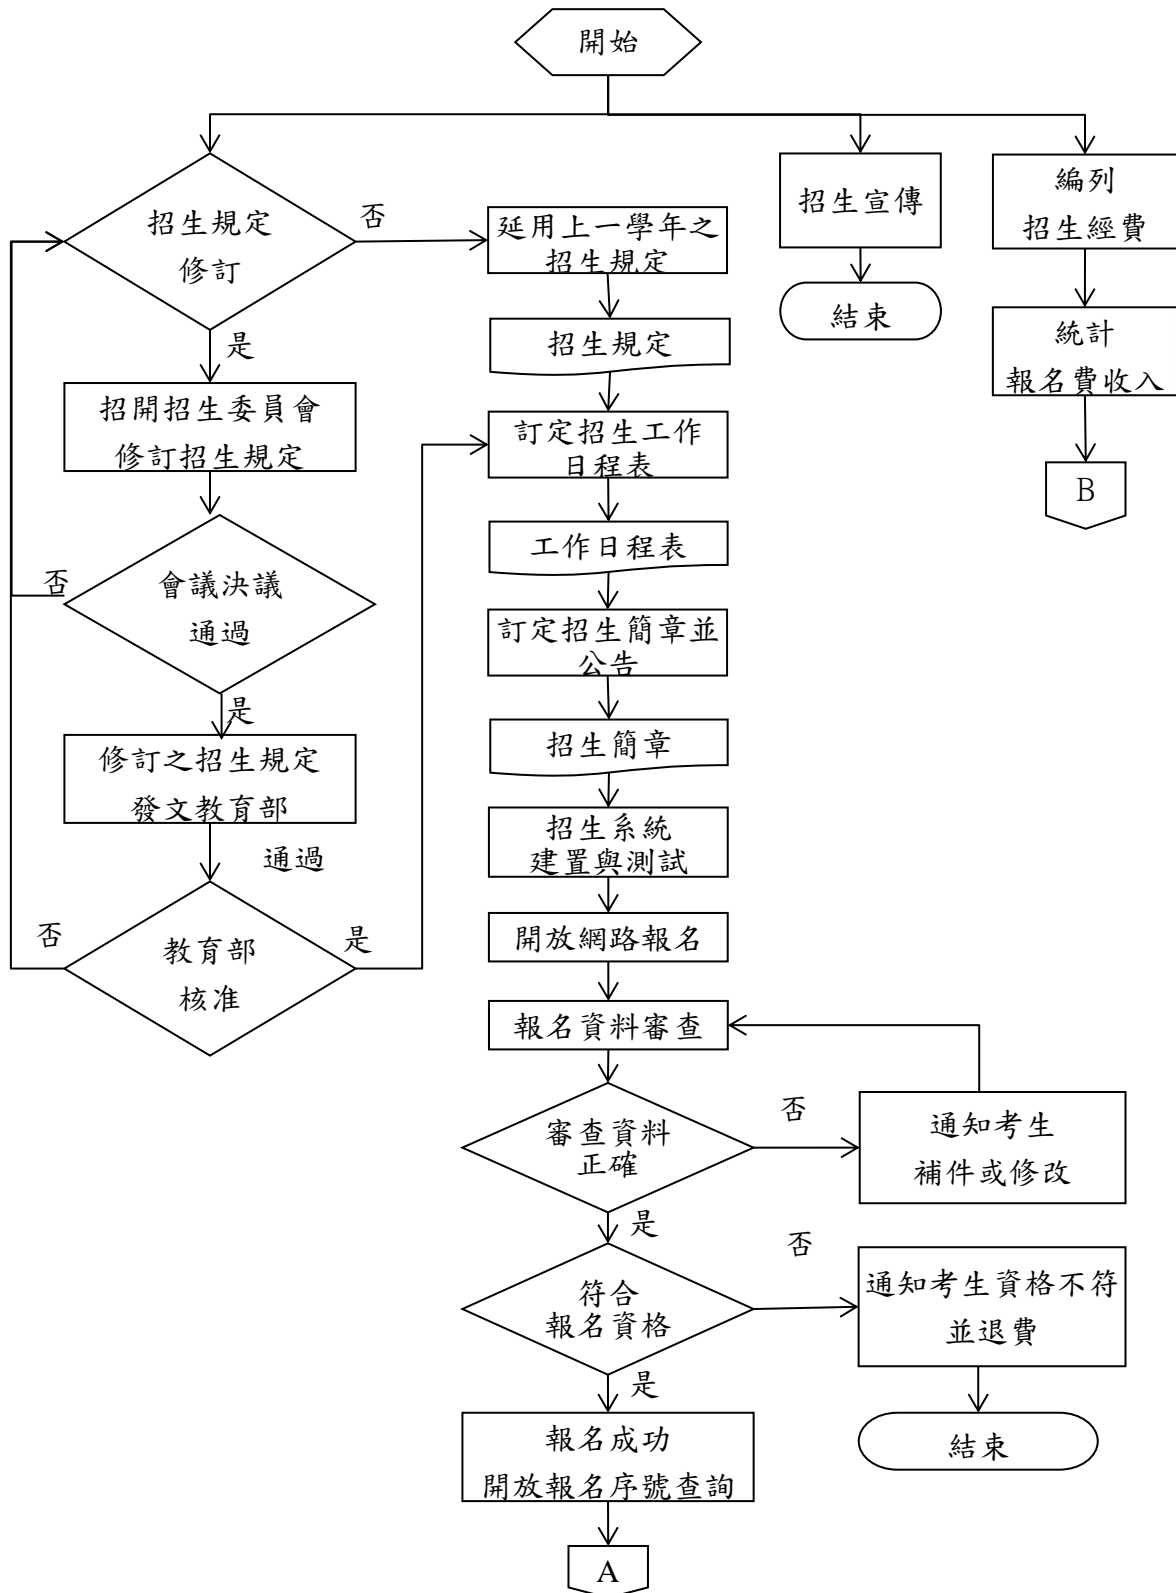 開始
招生規定
修訂
否
是
招開招生委員會
修訂招生規定
會議決議
通過
否
是
修訂之招生規定
發文教育部
通過
教育部
核准
否
是
延用上一學年之
招生規定
招生規定
訂定招生工作
日程表
工作日程表
訂定招生簡章並
公告
招生簡章
招生系統
建置與測試
開放網路報名
報名資料審查
審查資料
正確
否
通知考生
補件或修改
是
符合
報名資格
否
通知考生資格不符
並退費
結束
是
報名成功
開放報名序號查詢
A
招生宣傳
結束
編列
招生經費
統計
報名費收入
B